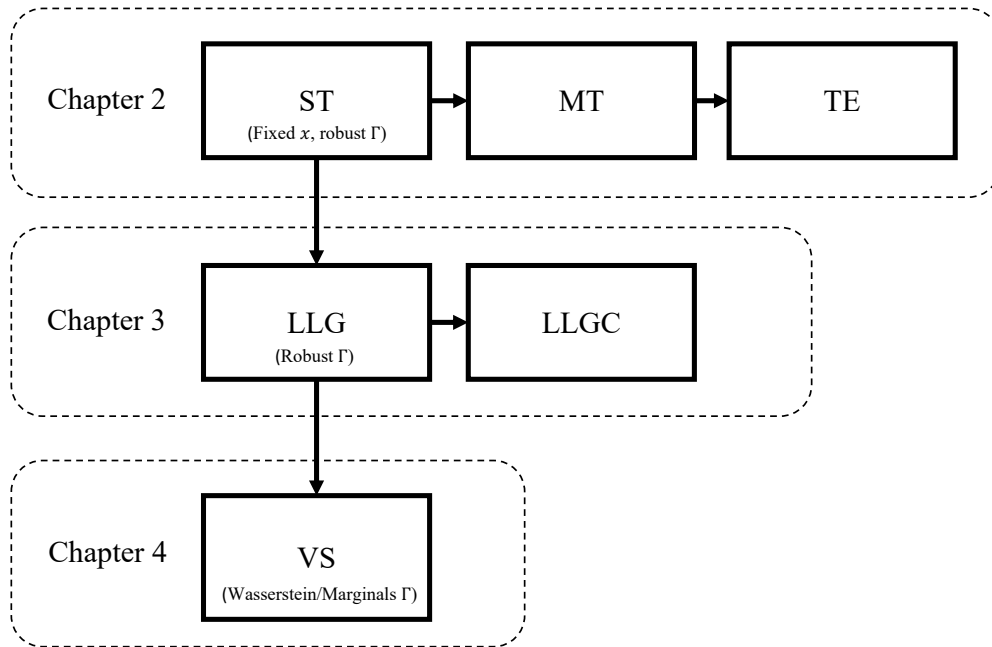 Chapter 2
ST
(Fixed 𝑥, robust Γ)
MT
TE
Chapter 3
LLG
(Robust Γ)
LLGC
Chapter 4
VS
(Wasserstein/Marginals Γ)